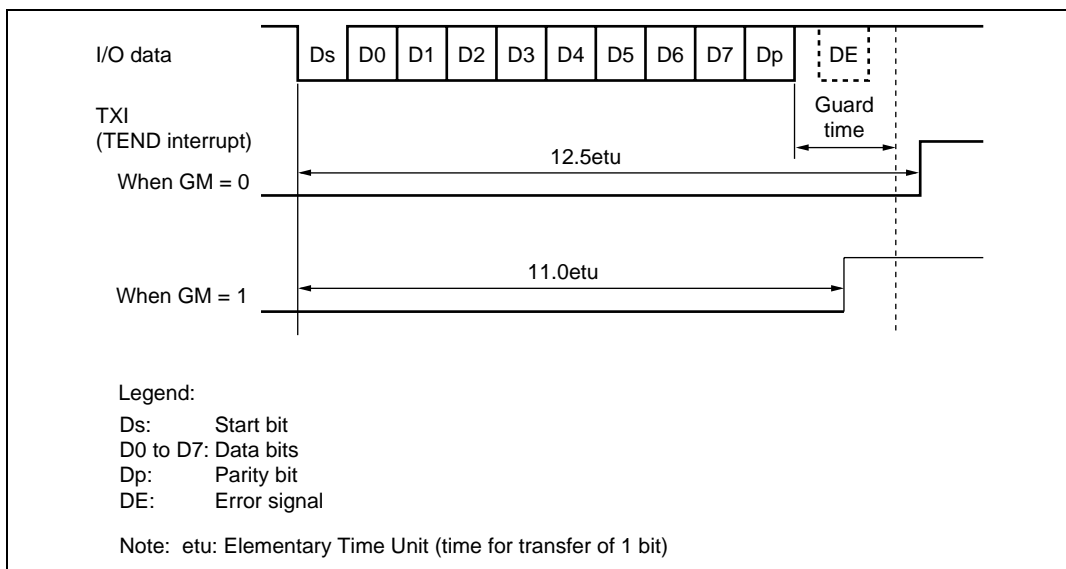 I/O data
Ds D0 D1 D2 D3 D4 D5 D6 D7 Dp DE
Guard
time
TXI
(TEND interrupt)
12.5etu
When GM = 0
11.0etu
When GM = 1
Legend:
Ds: Start bit
D0 to D7: Data bits
Dp: Parity bit
DE: Error signal
Note: etu: Elementary Time Unit (time for transfer of 1 bit)